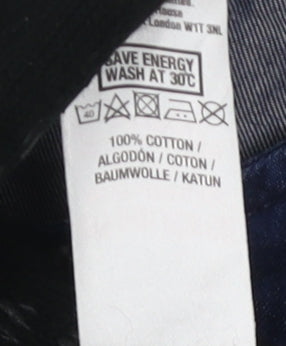 London W1T 3NL
SAVE ENERGY
WASH AT 30°C
40
100% COTTON /
ALGODÓN / COTON /
BAUMWOLLE / KATUN